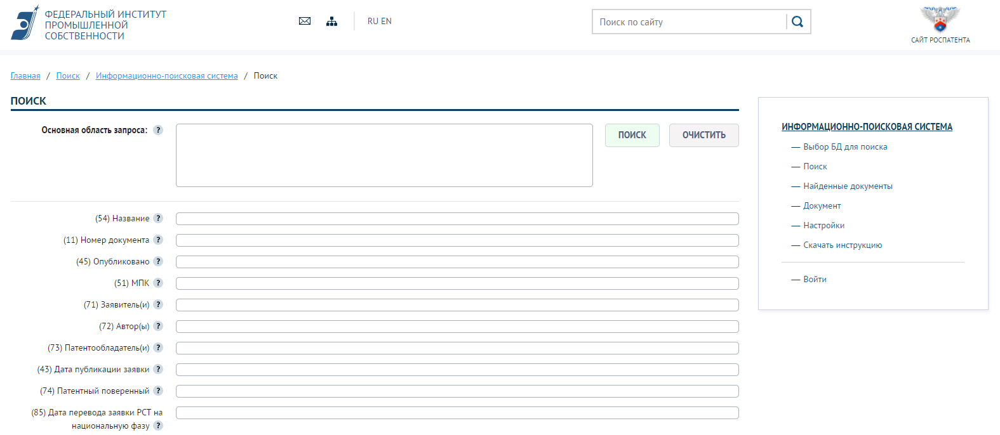 ФЕДЕРАЛЬНЫЙ ИНСТИТУТ
ПРОМЫШЛЕННОЙ
СОБСТВЕННОСТИ
RU EN
Поиск по сайту
САЙТ РОСПАТЕНТА
Главная / Поиск / Информационно-поисковая система / Поиск
ПОИСК
Основная область запроса: ?
ПОИСК
ОЧИСТИТЬ
(54) Название ?
(11) Номер документа ?
(45) Опубликовано ?
(51) МПК ?
(71) Заявитель(и) ?
(72) Автор(ы) ?
(73) Патентообладатель(и) ?
(43) Дата публикации заявки ?
(74) Патентный поверенный ?
(85) Дата перевода заявки РСТ на
национальную фазу ?
ИНФОРМАЦИОННО-ПОИСКОВАЯ СИСТЕМА
— Выбор БД для поиска
— Поиск
— Найденные документы
— Документ
— Настройки
— Скачать инструкцию
— Войти